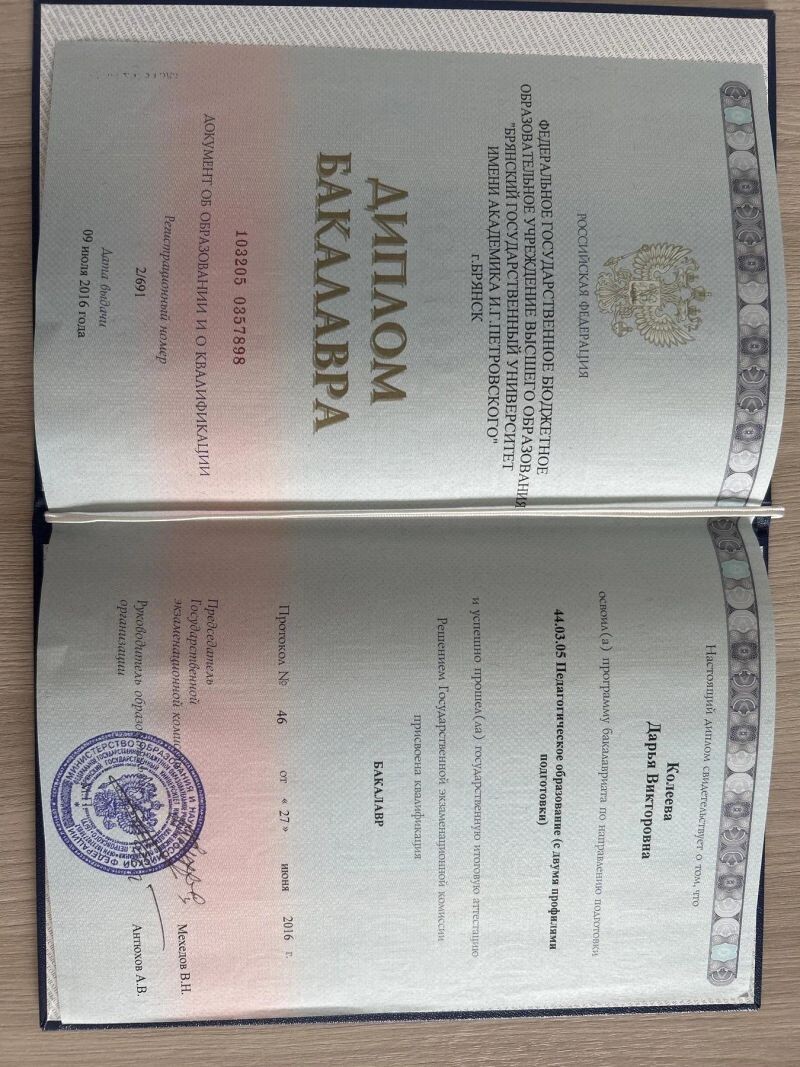 РОССИЙСКАЯ ФЕДЕРАЦИЯ
ФЕДЕРАЛЬНОЕ ГОСУДАРСТВЕННОЕ БЮДЖЕТНОЕ
ОБРАЗОВАТЕЛЬНОЕ УЧРЕЖДЕНИЕ ВЫСШЕГО ОБРАЗОВАНИЯ
"БРЯНСКИЙ ГОСУДАРСТВЕННЫЙ УНИВЕРСИТЕТ
ИМЕНИ АКАДЕМИКА И.Г.ПЕТРОВСКОГО"
г.БРЯНСК
ДИПЛОМ
БАКАЛАВРА
103205 0357898
ДОКУМЕНТ ОБ ОБРАЗОВАНИИ И О КВАЛИФИКАЦИИ
Регистрационный номер
2/691
Дата выдачи
09 июля 2016 года
Настоящий диплом свидетельствует о том, что
Колеева
Дарья Викторовна
освоил(а) программу бакалавриата по направлению подготовки
44.03.05 Педагогическое образование (с двумя профилями
подготовки)
и успешно прошел(ла) государственную итоговую аттестацию
Решением Государственной экзаменационной комиссии
присвоена квалификация
БАКАЛАВР
Протокол № 46 от « 27 » июня 2016 г.
Председатель
Государственной
экзаменационной
Мехедов В.Н.
Руководитель
организации
Антюхов А.В.
МИНИСТЕРСТВО ОБРАЗОВАНИЯ И НАУКИ